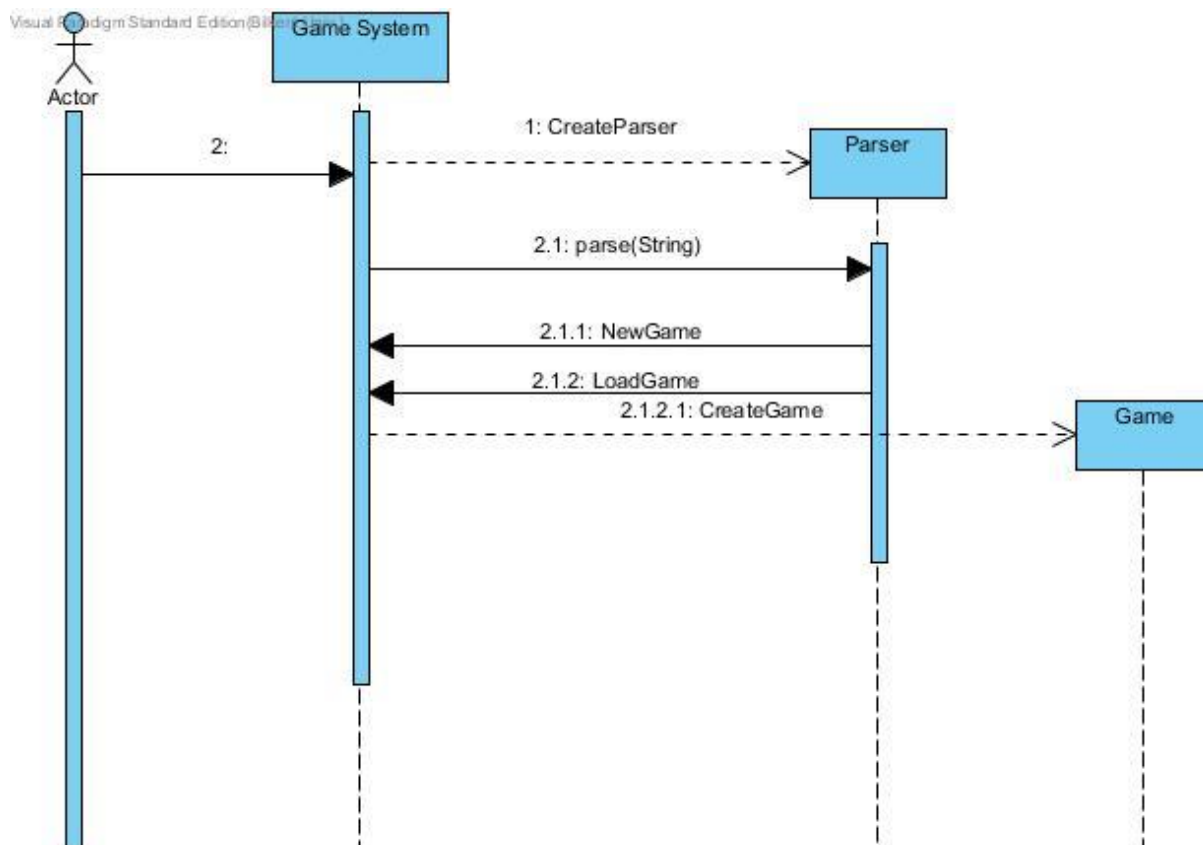 Visual Paradigm Standard Edition(Bilkent
Game System
Actor
1: CreateParser
2:
Parser
2.1: parse(String)
2.1.1: NewGame
2.1.2: LoadGame
2.1.2.1: CreateGame
Game